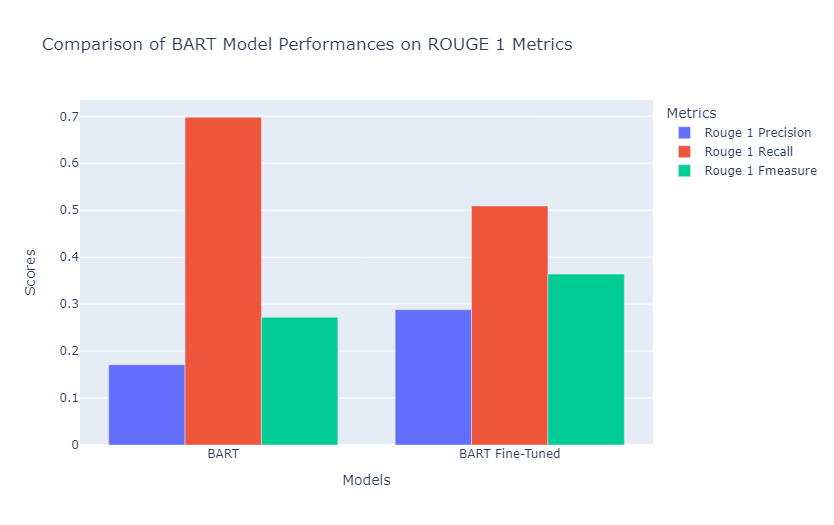 Comparison of BART Model Performances on ROUGE 1 Metrics
Metrics
Rouge 1 Precision
Rouge 1 Recall
Rouge 1 Fmeasure
Scores
0.7
0.6
0.5
0.4
0.3
0.2
0.1
0
BART
BART Fine-Tuned
Models